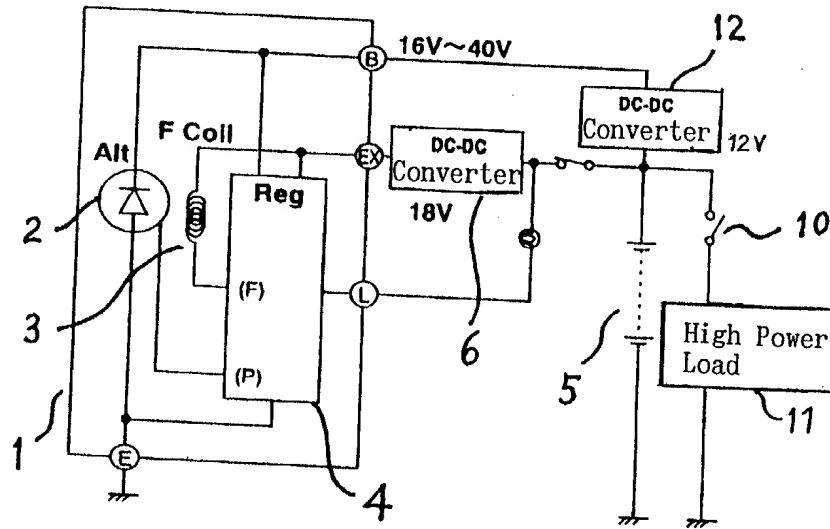 B
16V～40V
12
DC-DC
Converter
12V
F Coil
Alt
EX
DC-DC
Converter
18V
Reg
2
10
3
(F)
L
6
High Power
Load
5
(P)
11
1
E
4